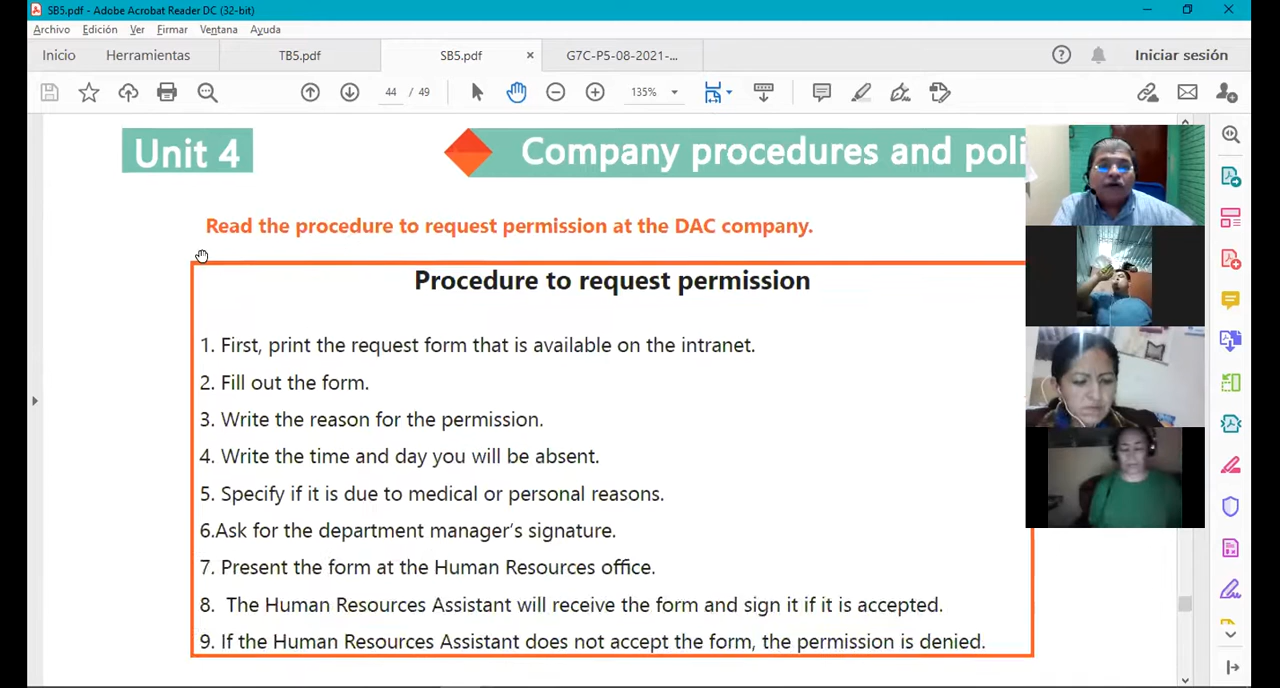 SB5.pdf - Adobe Acrobat Reader DC (32-bit)
Archivo Edición Ver Firmar Ventana Ayuda
Inicio Herramientas TB5.pdf SB5.pdf × G7C-P5-08-2021-... Iniciar sesión
44 / 49 135%
Unit 4 Company procedures and poli
Read the procedure to request permission at the DAC company.
Procedure to request permission
1. First, print the request form that is available on the intranet.
2. Fill out the form.
3. Write the reason for the permission.
4. Write the time and day you will be absent.
5. Specify if it is due to medical or personal reasons.
6.Ask for the department manager’s signature.
7. Present the form at the Human Resources office.
8. The Human Resources Assistant will receive the form and sign it if it is accepted.
9. If the Human Resources Assistant does not accept the form, the permission is denied.